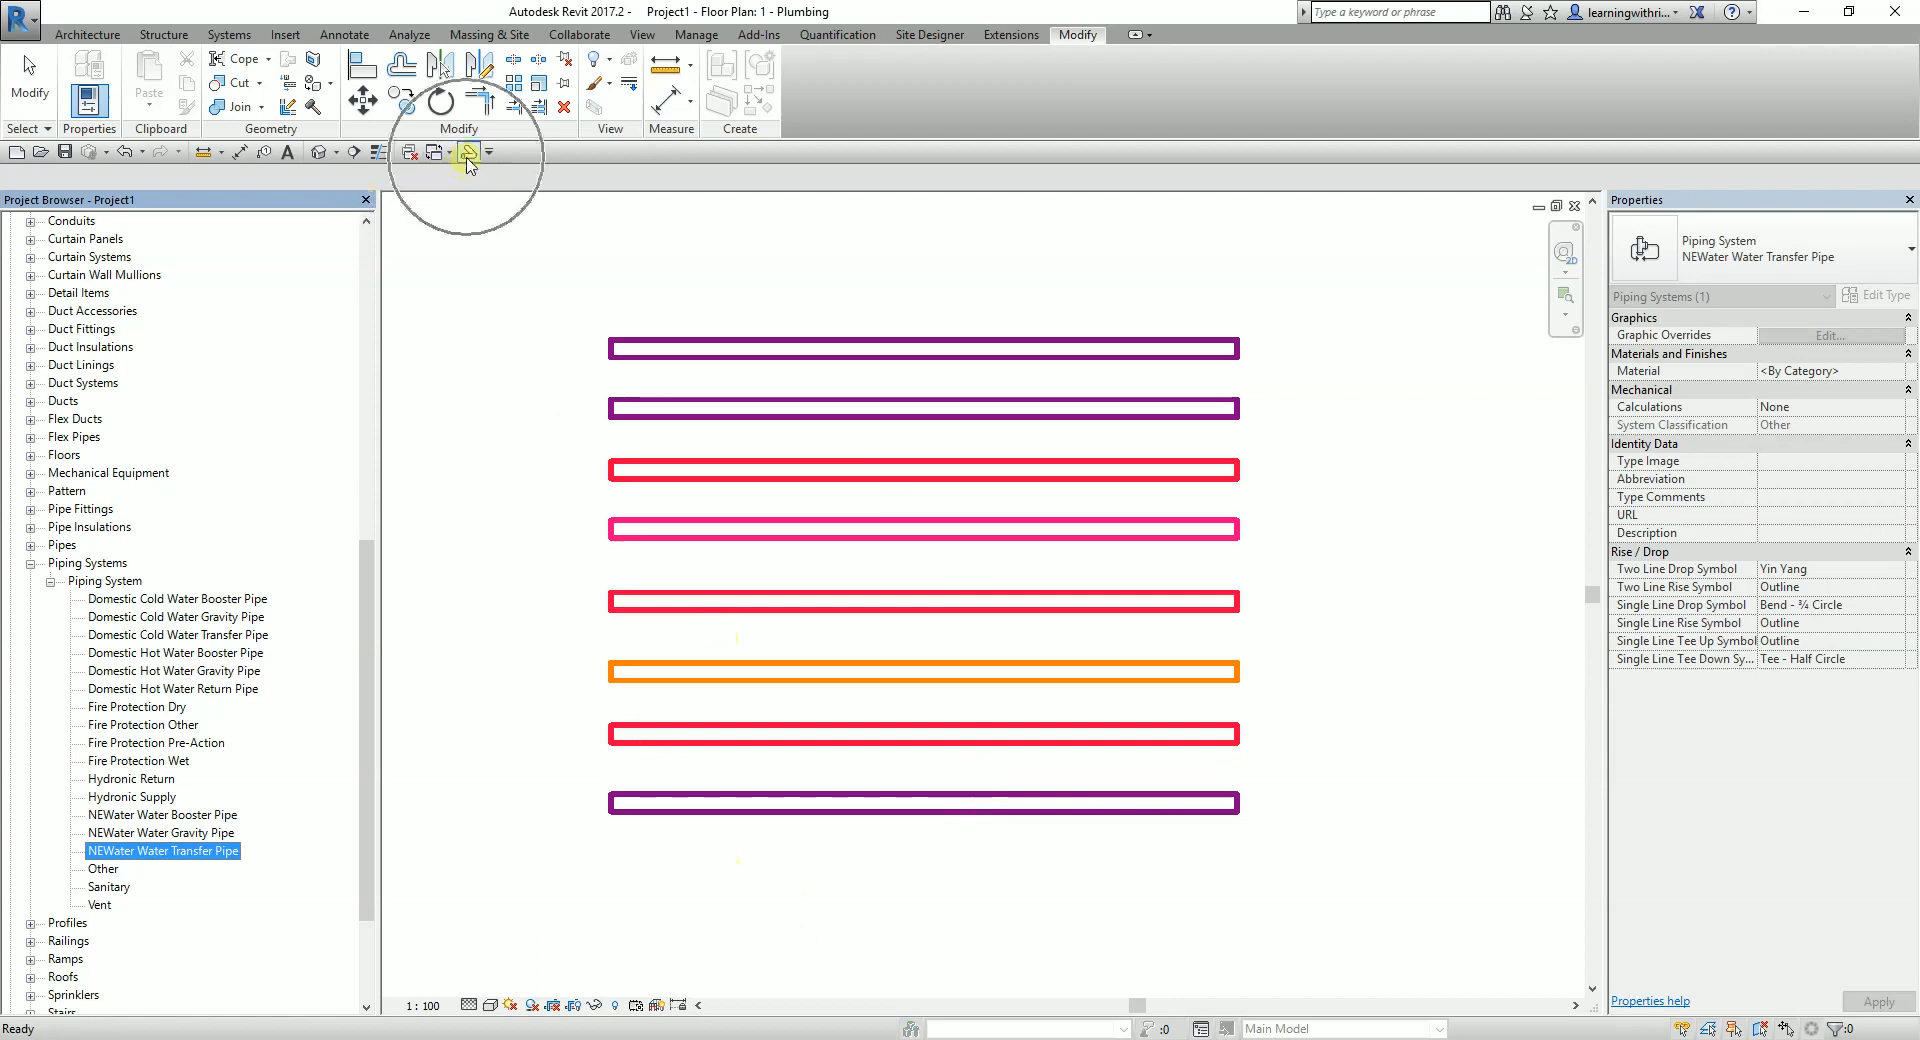 Autodesk Revit 2017.2 -     Project1 - Floor Plan: 1 - Plumbing
Type a keyword or phrase
learningwithri...
Architecture Structure Systems Insert Annotate Analyze Massing & Site Collaborate View Manage Add-Ins Quantification Site Designer Extensions Modify
Modify
Paste
Cope
Cut
Join
Select Properties Clipboard Geometry Modify View Measure Create
Project Browser - Project1
Conduits
Curtain Panels
Curtain Systems
Curtain Wall Mullions
Detail Items
Duct Accessories
Duct Fittings
Duct Insulations
Duct Linings
Duct Systems
Ducts
Flex Ducts
Flex Pipes
Floors
Mechanical Equipment
Pattern
Pipe Fittings
Pipe Insulations
Pipes
Piping Systems
Piping System
Domestic Cold Water Booster Pipe
Domestic Cold Water Gravity Pipe
Domestic Cold Water Transfer Pipe
Domestic Hot Water Booster Pipe
Domestic Hot Water Gravity Pipe
Domestic Hot Water Return Pipe
Fire Protection Dry
Fire Protection Other
Fire Protection Pre-Action
Fire Protection Wet
Hydronic Return
Hydronic Supply
NEWater Water Booster Pipe
NEWater Water Gravity Pipe
NEWater Water Transfer Pipe
Other
Sanitary
Vent
Profiles
Railings
Ramps
Roofs
Sprinklers
Stairs
2D
1 : 100
Properties
Piping System
NEWater Water Transfer Pipe
Piping Systems (1)
Edit Type
Graphics
Graphic Overrides Edit...
Materials and Finishes
Material <By Category>
Mechanical
Calculations None
System Classification Other
Identity Data
Type Image
Abbreviation
Type Comments
URL
Description
Rise / Drop
Two Line Drop Symbol Yin Yang
Two Line Rise Symbol Outline
Single Line Drop Symbol Bend - ¾ Circle
Single Line Rise Symbol Outline
Single Line Tee Up Symbol Outline
Single Line Tee Down Sy... Tee - Half Circle
Properties help
Apply
Ready
:0
Main Model
:0